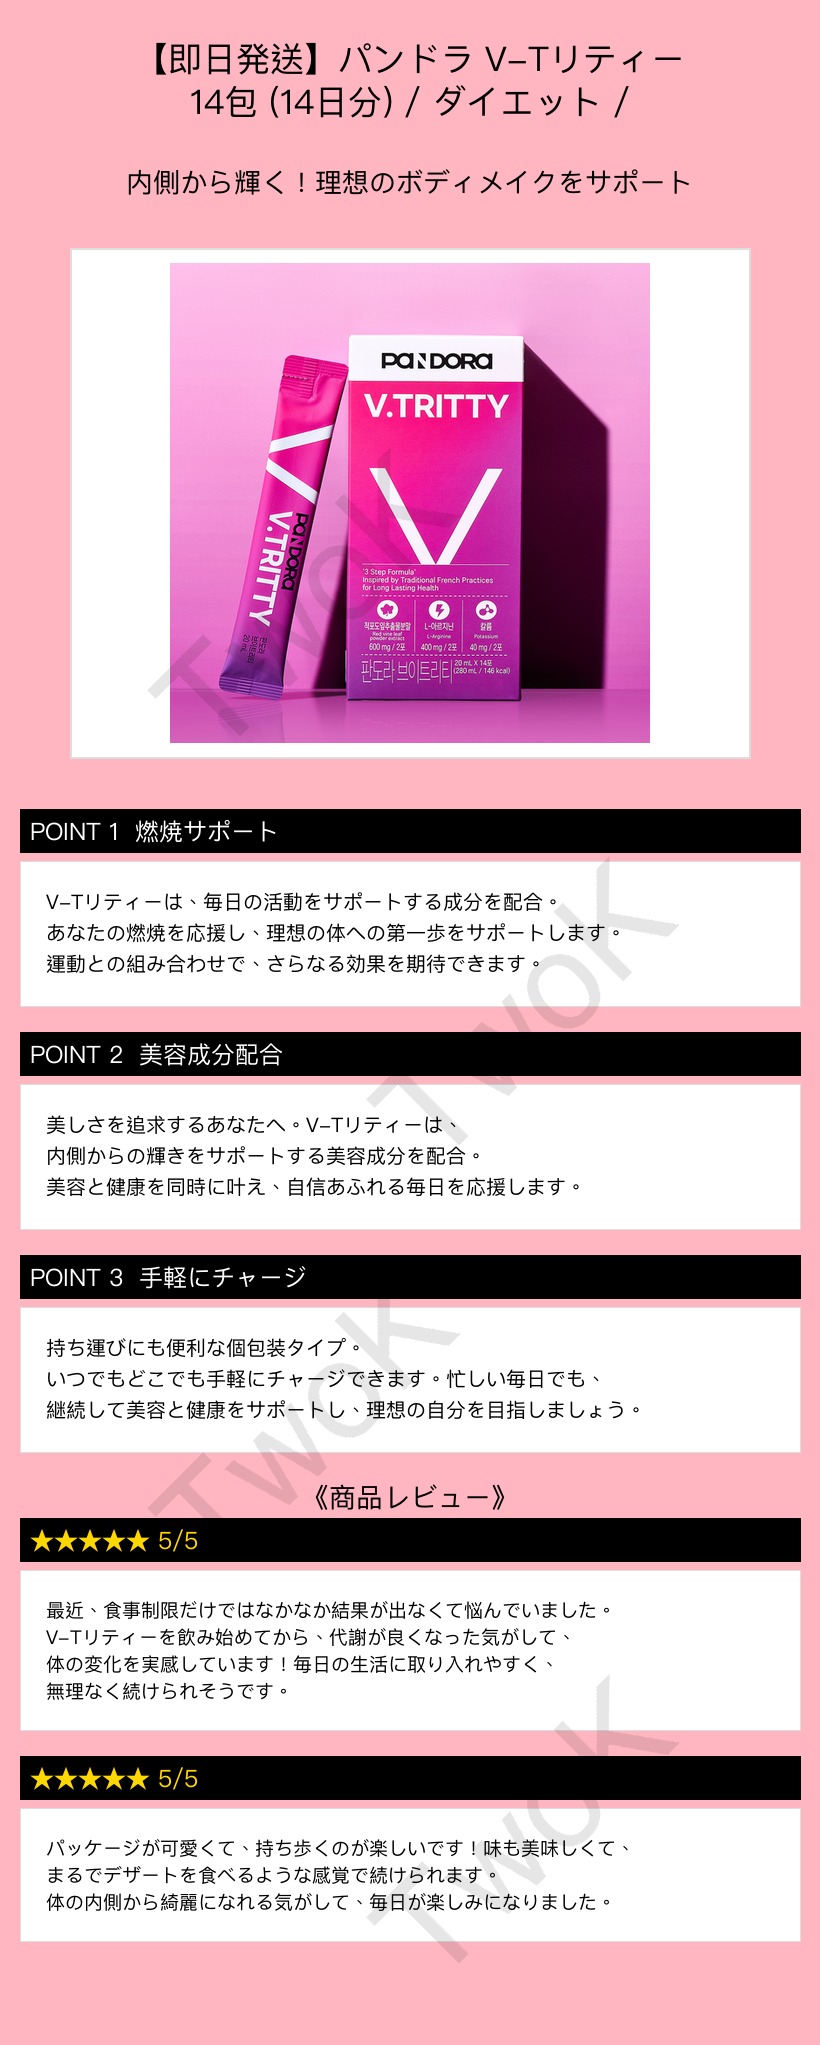 【即日発送】パンドラ V–Tリティー
14包 (14日分) / ダイエット /
内側から輝く！理想のボディメイクをサポート
PANDORA
V.TRITTY
'3 Step Formula'
Inspired by Traditional French Practices
for Long Lasting Health
적포도잎추출물분말
Red vine leaf
powder extract
600 mg / 2포
L-아르지닌
L-Arginine
400 mg / 2포
칼륨
Potassium
40 mg / 2포
판도라 브이트리티
20 mL X 14포
(280 mL / 146 kcal)
PANDORA
V.TRITTY
판도라
브이트리티
20 mL
POINT 1 燃焼サポート
V–Tリティーは、毎日の活動をサポートする成分を配合。
あなたの燃焼を応援し、理想の体への第一歩をサポートします。
運動との組み合わせで、さらなる効果を期待できます。
POINT 2 美容成分配合
美しさを追求するあなたへ。V–Tリティーは、
内側からの輝きをサポートする美容成分を配合。
美容と健康を同時に叶え、自信あふれる毎日を応援します。
POINT 3 手軽にチャージ
持ち運びにも便利な個包装タイプ。
いつでもどこでも手軽にチャージできます。忙しい毎日でも、
継続して美容と健康をサポートし、理想の自分を目指しましょう。
《商品レビュー》
★★★★★ 5/5
最近、食事制限だけではなかなか結果が出なくて悩んでいました。
V–Tリティーを飲み始めてから、代謝が良くなった気がして、
体の変化を実感しています！毎日の生活に取り入れやすく、
無理なく続けられそうです。
★★★★★ 5/5
パッケージが可愛くて、持ち歩くのが楽しいです！味も美味しくて、
まるでデザートを食べるような感覚で続けられます。
体の内側から綺麗になれる気がして、毎日が楽しみになりました。
TwoK
TwoK
TwoK
TwoK